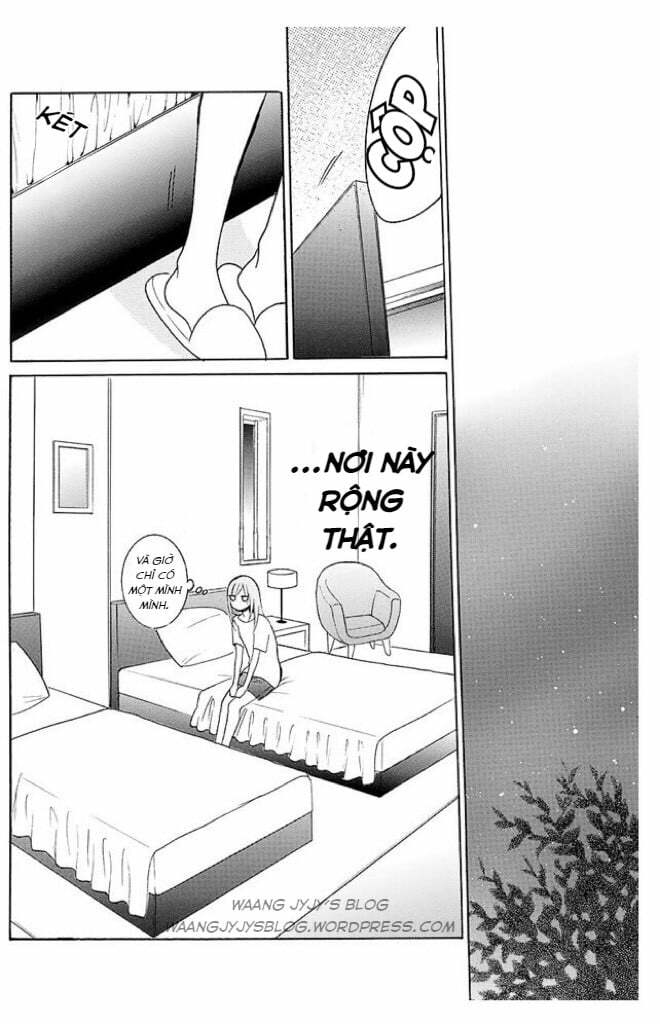 CỘP
KÉT
...NƠI NÀY
RỘNG
THẬT.
VÀ GIỜ
CHỈ CÓ
MỘT MÌNH
MÌNH.
WAANG JYJY'S BLOG
WAANGJYJYSBLOG.WORDPRESS.COM